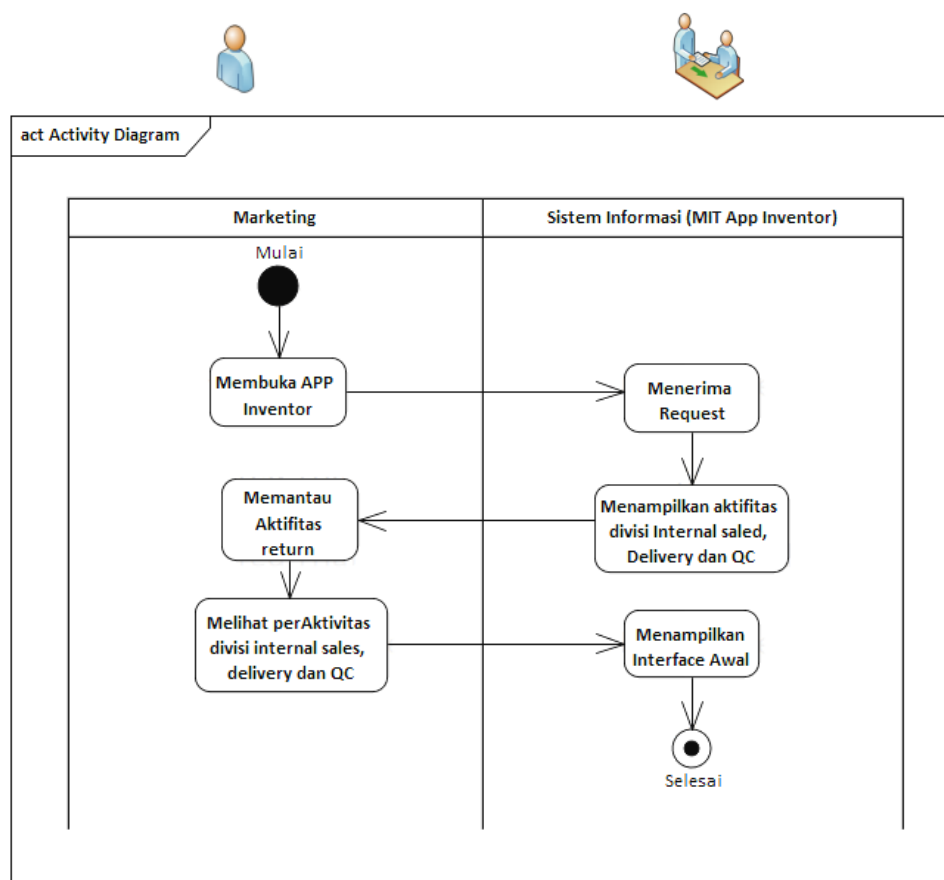 act Activity Diagram
Marketing
Sistem Informasi (MIT App Inventor)
Mulai
Membuka APP
Inventor
Menerima
Request
Menampilkan aktifitas
divisi Internal saled,
Delivery dan QC
Memantau
Aktifitas
return
Melihat perAktivitas
divisi internal sales,
delivery dan QC
Menampilkan
Interface Awal
Selesai